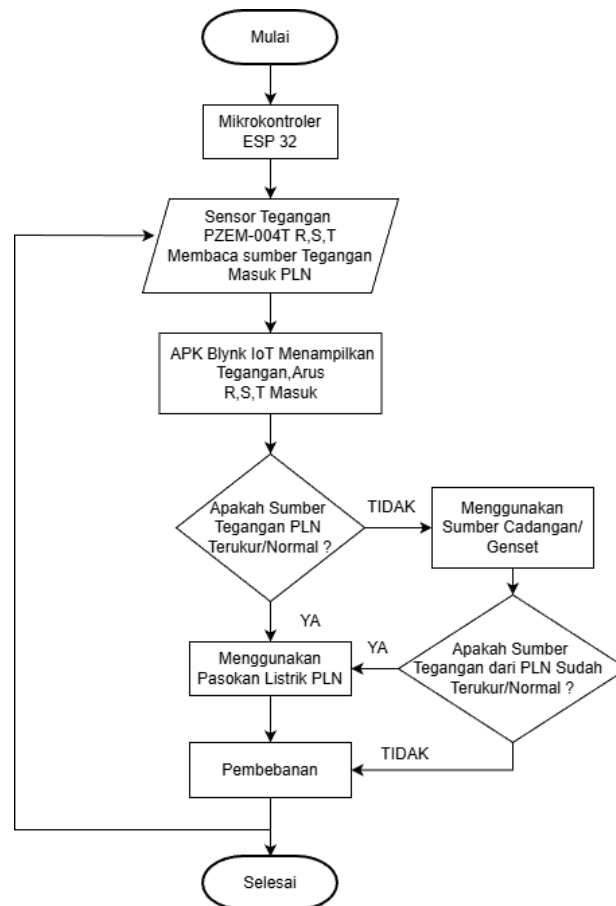 Mulai
Mikrokontroler
ESP 32
Sensor Tegangan
PZEM-004T R,S,T
Membaca sumber Tegangan
Masuk PLN
APK Blynk IoT Menampilkan
Tegangan,Arus
R,S,T Masuk
Apakah Sumber
Tegangan PLN
Terukur/Normal ?
TIDAK
Menggunakan
Sumber Cadangan/
Genset
YA
Menggunakan
Pasokan Listrik PLN
YA
Apakah Sumber
Tegangan dari PLN Sudah
Terukur/Normal ?
TIDAK
Pembebanan
Selesai